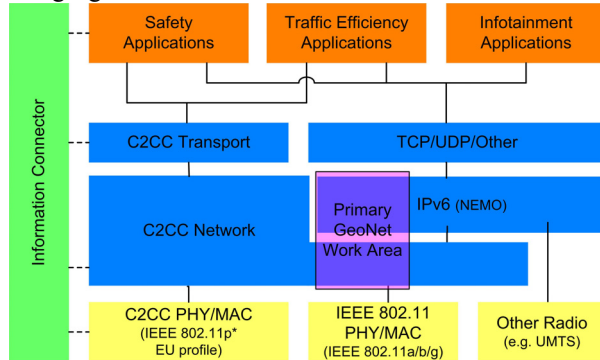 Information Connector
Safety
Applications
Traffic Efficiency
Applications
Infotainment
Applications
C2CC Transport
TCP/UDP/Other
C2CC Network
Primary
GeoNet
Work Area
IPv6 (NEMO)
C2CC PHY/MAC
(IEEE 802.11p*
EU profile)
IEEE 802.11
PHY/MAC
(IEEE 802.11a/b/g)
Other Radio
(e.g. UMTS)